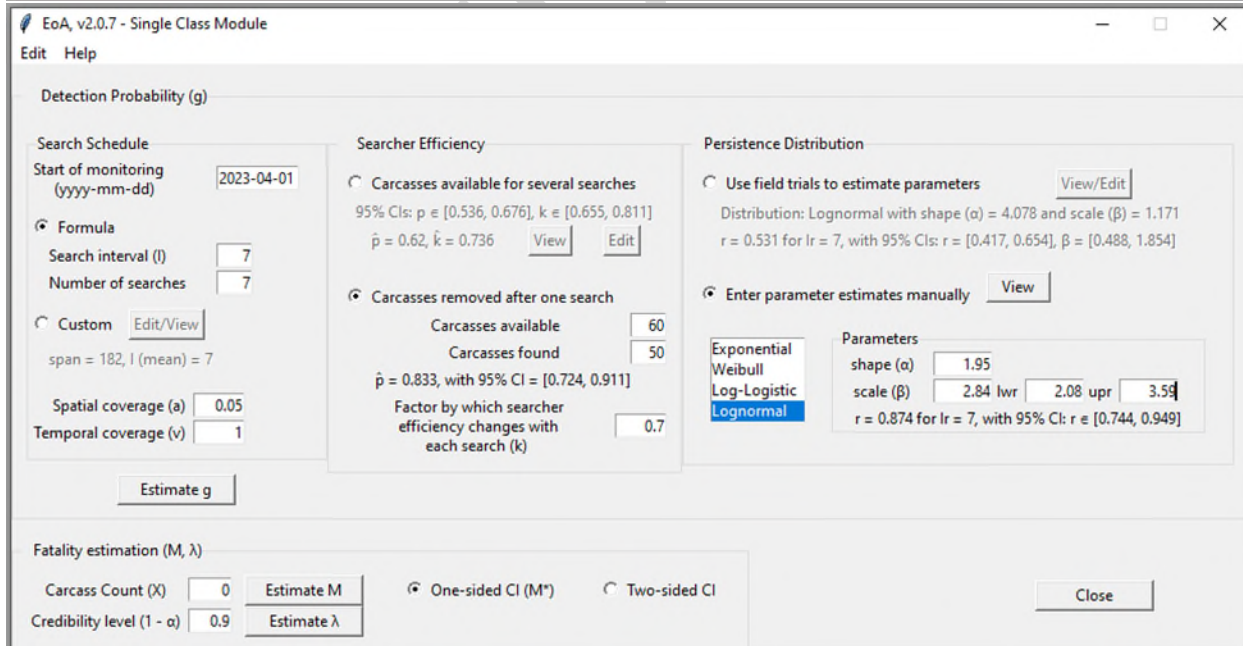 EoA, v2.0.7 - Single Class Module
Edit Help
Detection Probability (g)
Search Schedule
Start of monitoring
(yyyy-mm-dd)
2023-04-01
Formula
Search interval (I) 7
Number of searches 7
Custom Edit/View
span = 182, I (mean) = 7
Spatial coverage (a) 0.05
Temporal coverage (v) 1
Estimate g
Searcher Efficiency
Carcasses available for several searches
95% CIs: p ∈ [0.536, 0.676], k ∈ [0.655, 0.811]
p̂ = 0.62, k̂ = 0.736 View Edit
Carcasses removed after one search
Carcasses available 60
Carcasses found 50
p̂ = 0.833, with 95% CI = [0.724, 0.911]
Factor by which searcher
efficiency changes with
each search (k)
0.7
Persistence Distribution
Use field trials to estimate parameters View/Edit
Distribution: Lognormal with shape (α) = 4.078 and scale (β) = 1.171
r = 0.531 for Ir = 7, with 95% CIs: r = [0.417, 0.654], β = [0.488, 1.854]
Enter parameter estimates manually View
Exponential
Weibull
Log-Logistic
Lognormal
Parameters
shape (α) 1.95
scale (β) 2.84 lwr 2.08 upr 3.59
r = 0.874 for Ir = 7, with 95% CI: r ∈ [0.744, 0.949]
Fatality estimation (M, λ)
Carcass Count (X) 0 Estimate M
Credibility level (1 - α) 0.9 Estimate λ
One-sided CI (M*) Two-sided CI
Close